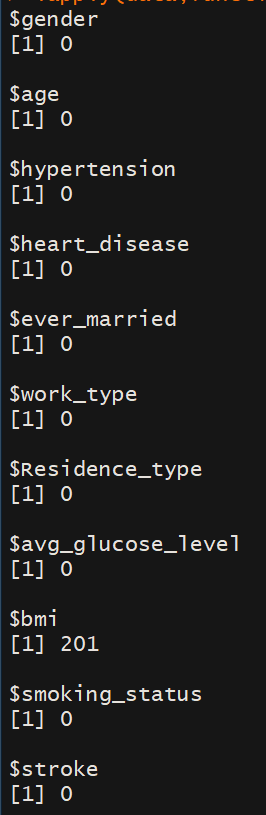 $gender
[1] 0
$age
[1] 0
$hypertension
[1] 0
$heart_disease
[1] 0
$ever_married
[1] 0
$work_type
[1] 0
$Residence_type
[1] 0
$avg_glucose_level
[1] 0
$bmi
[1] 201
$smoking_status
[1] 0
$stroke
[1] 0